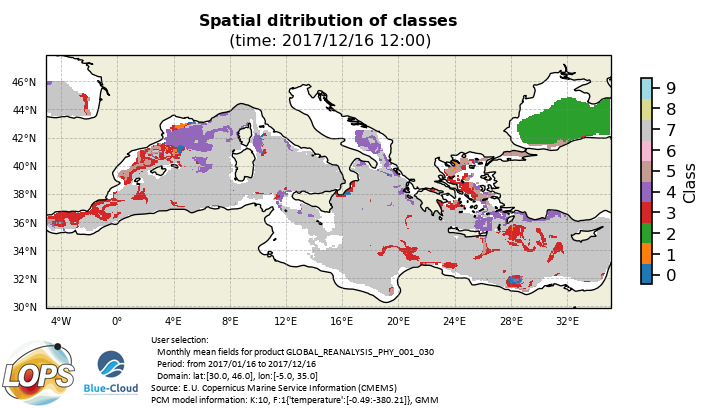 Spatial ditribution of classes
(time: 2017/12/16 12:00)
46°N
44°N
42°N
40°N
38°N
36°N
34°N
32°N
30°N
4°W 0° 4°E 8°E 12°E 16°E 20°E 24°E 28°E 32°E
9
8
7
6
5
4
3
2
1
0
Class
LOPS
Blue-Cloud
User selection:
Monthly mean fields for product GLOBAL_REANALYSIS_PHY_001_030
Period: from 2017/01/16 to 2017/12/16
Domain: lat:[30.0, 46.0], lon:[-5.0, 35.0]
Source: E.U. Copernicus Marine Service Information (CMEMS)
PCM model information: K:10, F:1{'temperature':[-0.49:-380.21]}, GMM